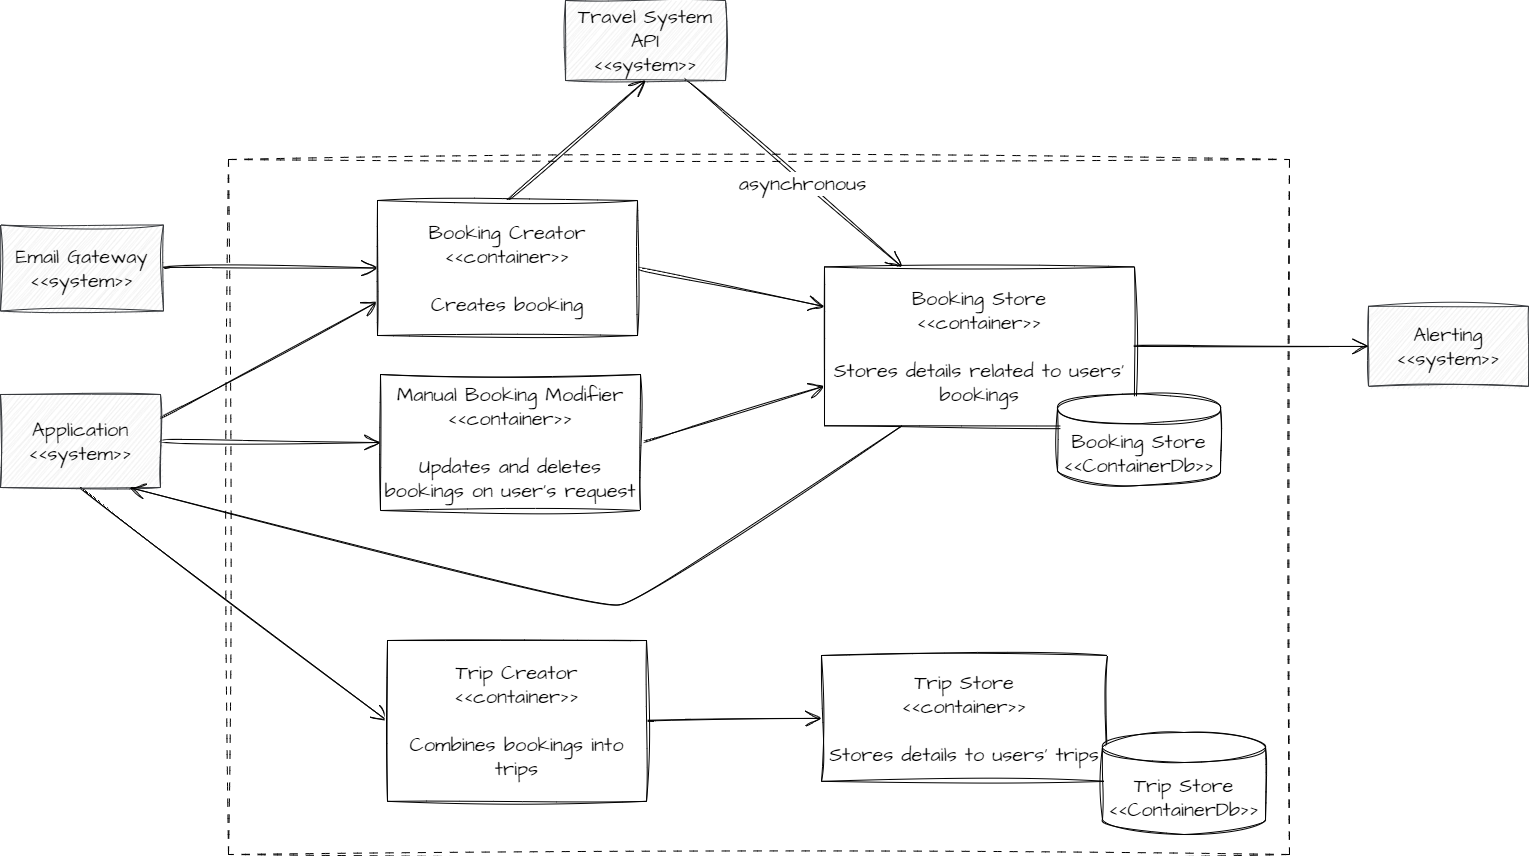 Travel System
API
<<system>>
asynchronous
Email Gateway
<<system>>
Booking Creator
<<container>>
Creates booking
Booking Store
<<container>>
Stores details related to users'
bookings
Booking Store
<<ContainerDb>>
Alerting
<<system>>
Application
<<system>>
Manual Booking Modifier
<<container>>
Updates and deletes
bookings on user's request
Trip Creator
<<container>>
Combines bookings into
trips
Trip Store
<<container>>
Stores details to users' trips
Trip Store
<<ContainerDb>>